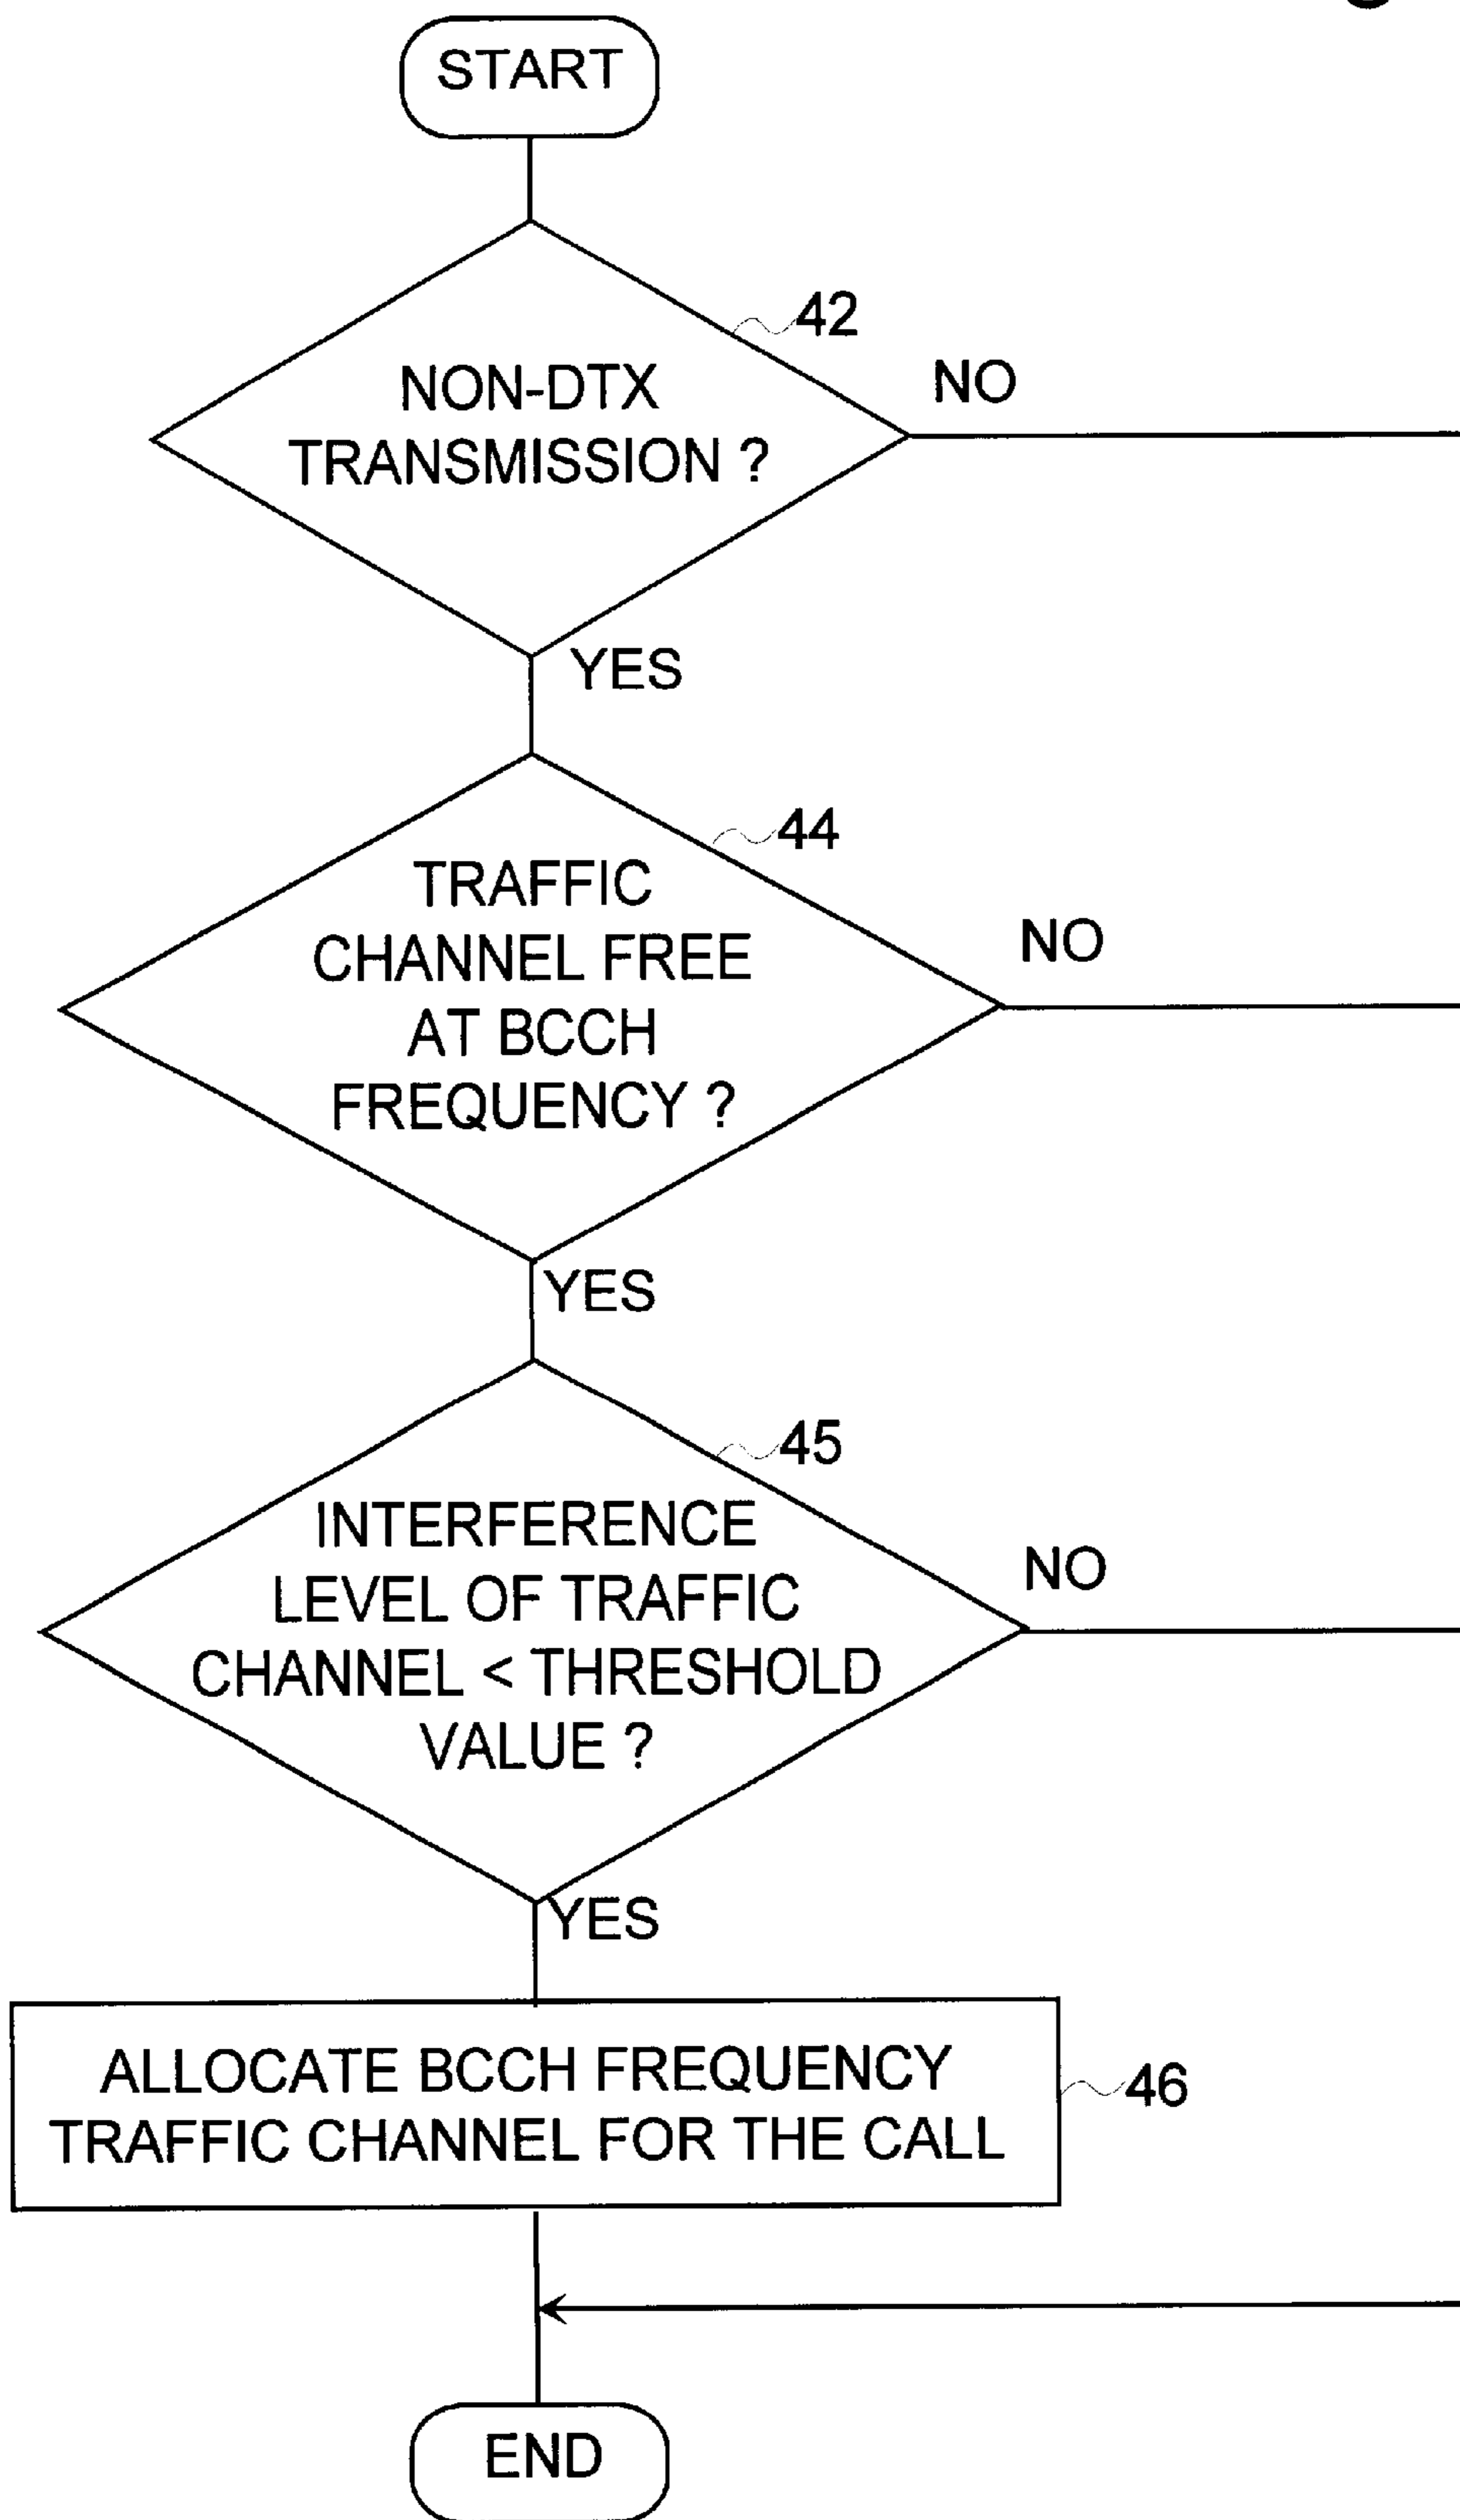 START
42
NON-DTX
TRANSMISSION ?
NO
YES
44
TRAFFIC
CHANNEL FREE
AT BCCH
FREQUENCY ?
NO
YES
45
INTERFERENCE
LEVEL OF TRAFFIC
CHANNEL < THRESHOLD
VALUE ?
NO
YES
ALLOCATE BCCH FREQUENCY
TRAFFIC CHANNEL FOR THE CALL
46
END